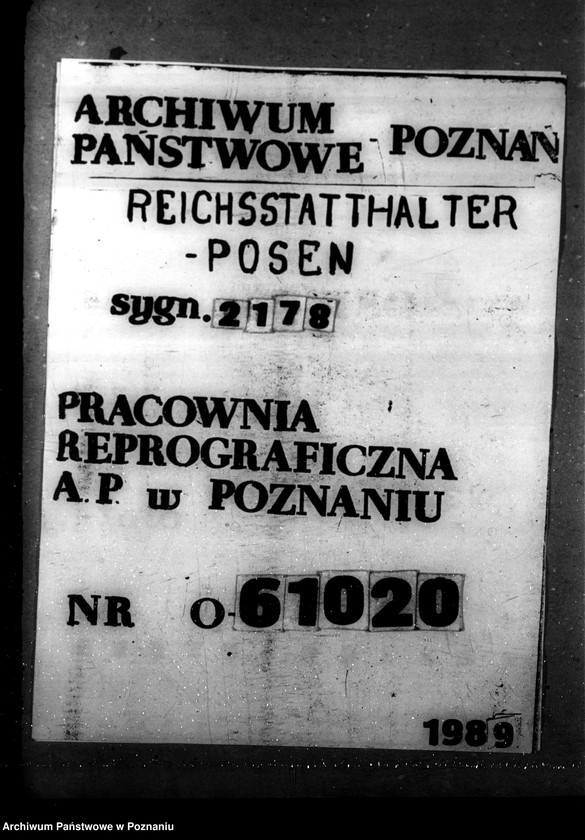 ARCHIWUM
PAŃSTWOWE - POZNAŃ
REICHSSTATTHALTER
-POSEN
sygn. 2178
PRACOWNIA
REPROGRAFICZNA
A.P. w POZNANIU
NR O-61020
1989
Archiwum Państwowe w Poznaniu